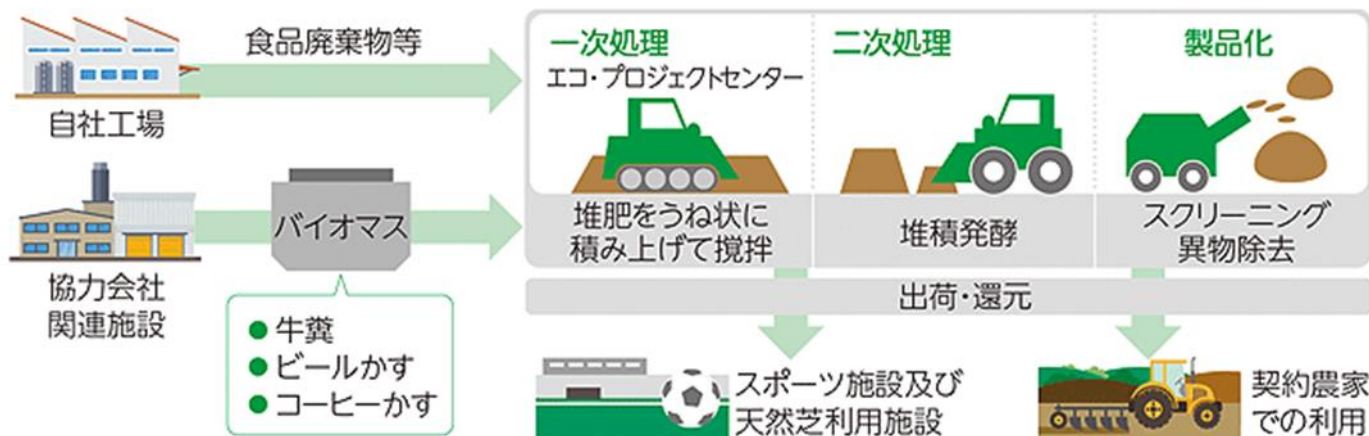 食品廃棄物等
自社工場
バイオマス
協力会社
関連施設
● 牛糞
● ビールかす
● コーヒーかす
一次処理
エコ・プロジェクトセンター
堆肥をうね状に
積み上げて撹拌
二次処理
堆積発酵
製品化
スクリーニング
異物除去
出荷・還元
スポーツ施設及び
天然芝利用施設
契約農家
での利用